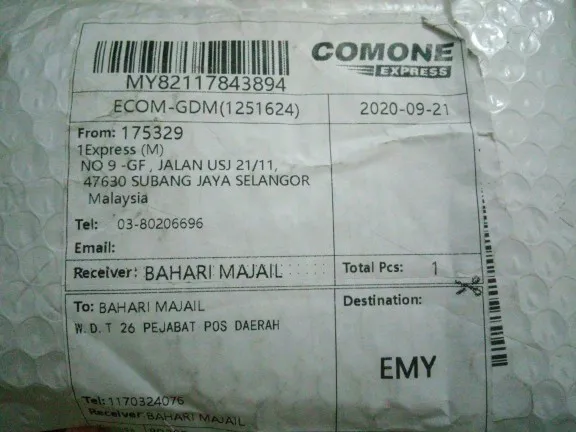 COMONE
EXPRESS
MY82117843894
ECOM-GDM(1251624)
2020-09-21
From: 175329
1Express (M)
NO 9 -GF , JALAN USJ 21/11,
47630 SUBANG JAYA SELANGOR
Malaysia
Tel: 03-80206696
Email:
Receiver: BAHARI MAJAIL
Total Pcs: 1
To: BAHARI MAJAIL
W.D.T 26 PEJABAT POS DAERAH
Destination:
EMY
Tel:1170324076
Receiver:BAHARI MAJAIL